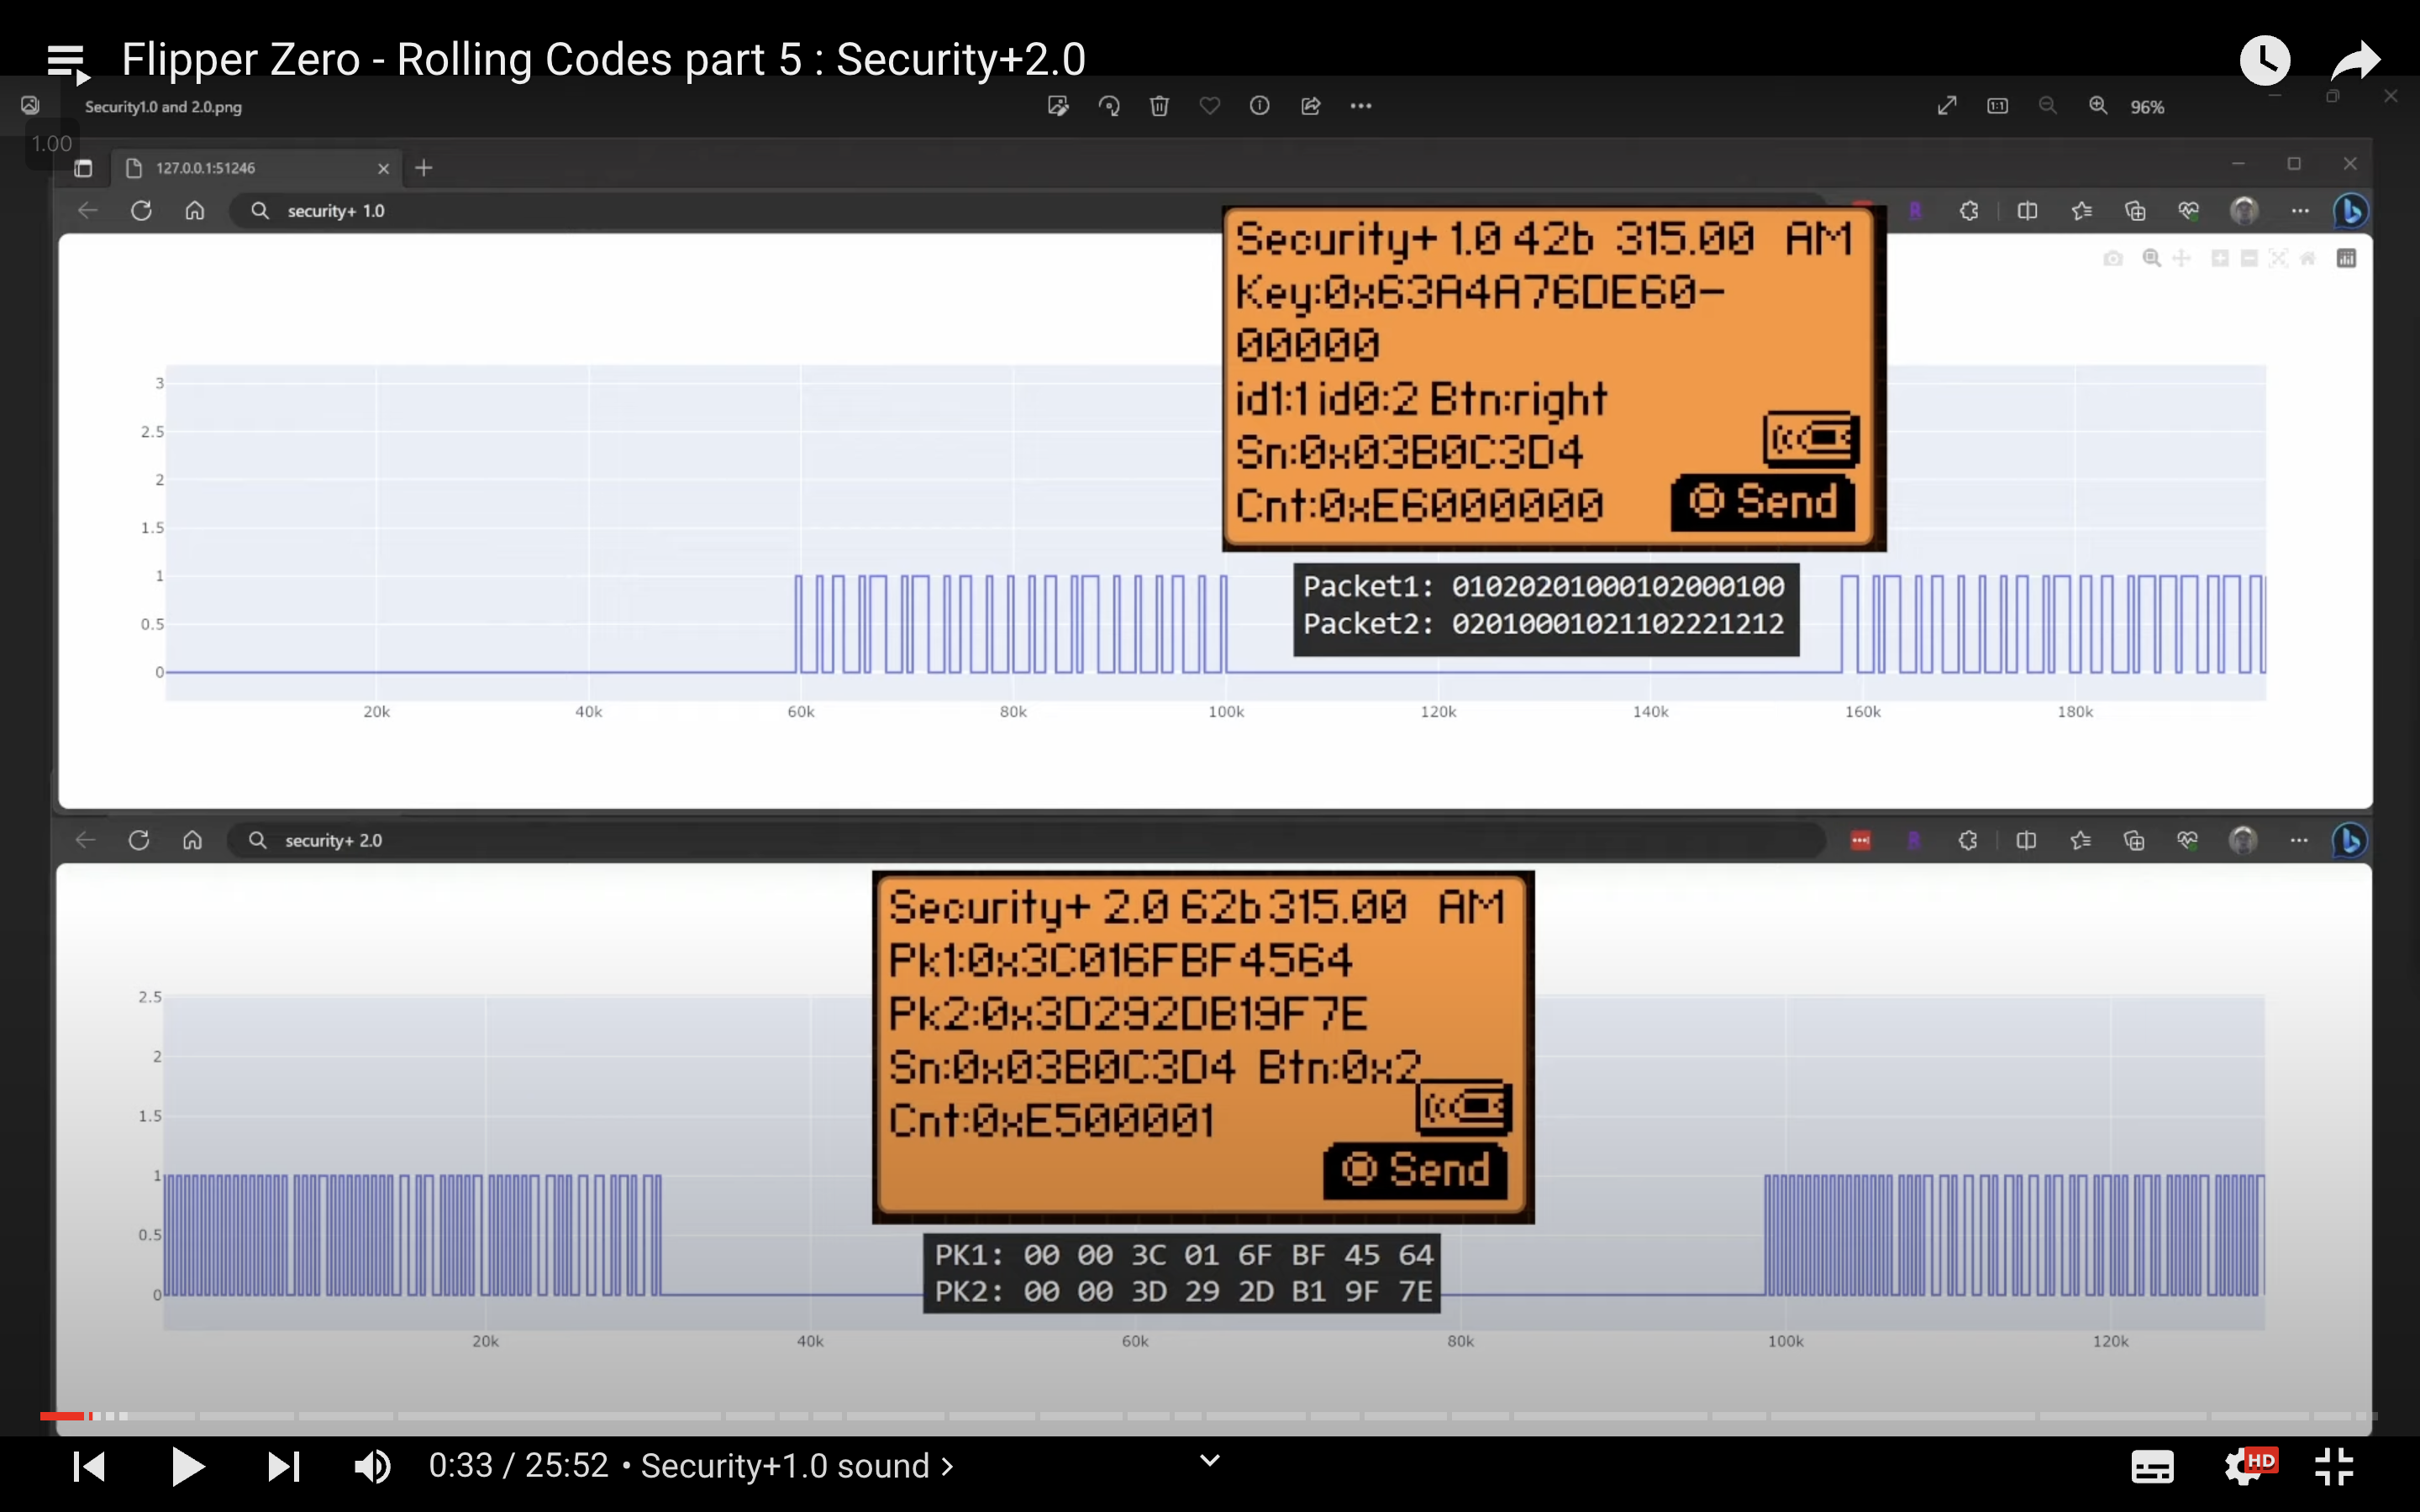 Flipper Zero - Rolling Codes part 5 : Security+2.0
Security1.0 and 2.0.png
96%
1.00
127.0.0.1:51246
security+ 1.0
Security+ 1.0 42b 315.00 AM
Key:0x63A4A76DE60-
00000
id1:1 id0:2 Btn:right
Sn:0x03B0C3D4
Cnt:0xE6000000
Send
Packet1: 01020201000102000100
Packet2: 02010001021102221212
3
2.5
2
1.5
1
0.5
0
20k 40k 60k 80k 100k 120k 140k 160k 180k
security+ 2.0
Security+ 2.0 62b 315.00 AM
Pk1:0x3C016FBF4564
Pk2:0x3D292DB19F7E
Sn:0x03B0C3D4 Btn:0x2
Cnt:0xE500001
Send
PK1: 00 00 3C 01 6F BF 45 64
PK2: 00 00 3D 29 2D B1 9F 7E
2.5
2
1.5
1
0.5
0
20k 40k 60k 80k 100k 120k
0:33 / 25:52 • Security+1.0 sound >
HD